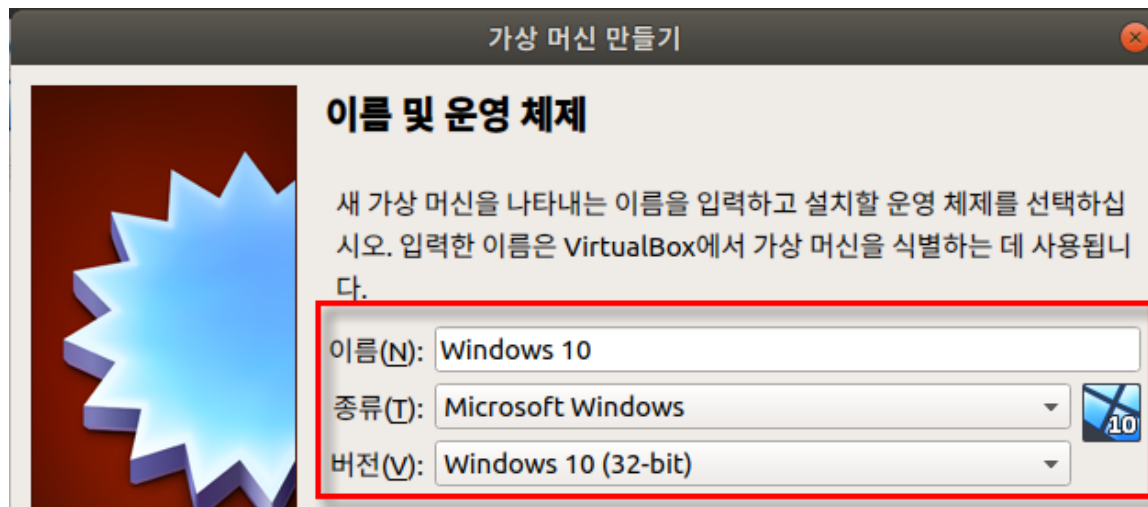 가상 머신 만들기
이름 및 운영 체제
새 가상 머신을 나타내는 이름을 입력하고 설치할 운영 체제를 선택하십
시오. 입력한 이름은 VirtualBox에서 가상 머신을 식별하는 데 사용됩니
다.
이름(N): Windows 10
종류(T): Microsoft Windows
10
버전(V): Windows 10 (32-bit)